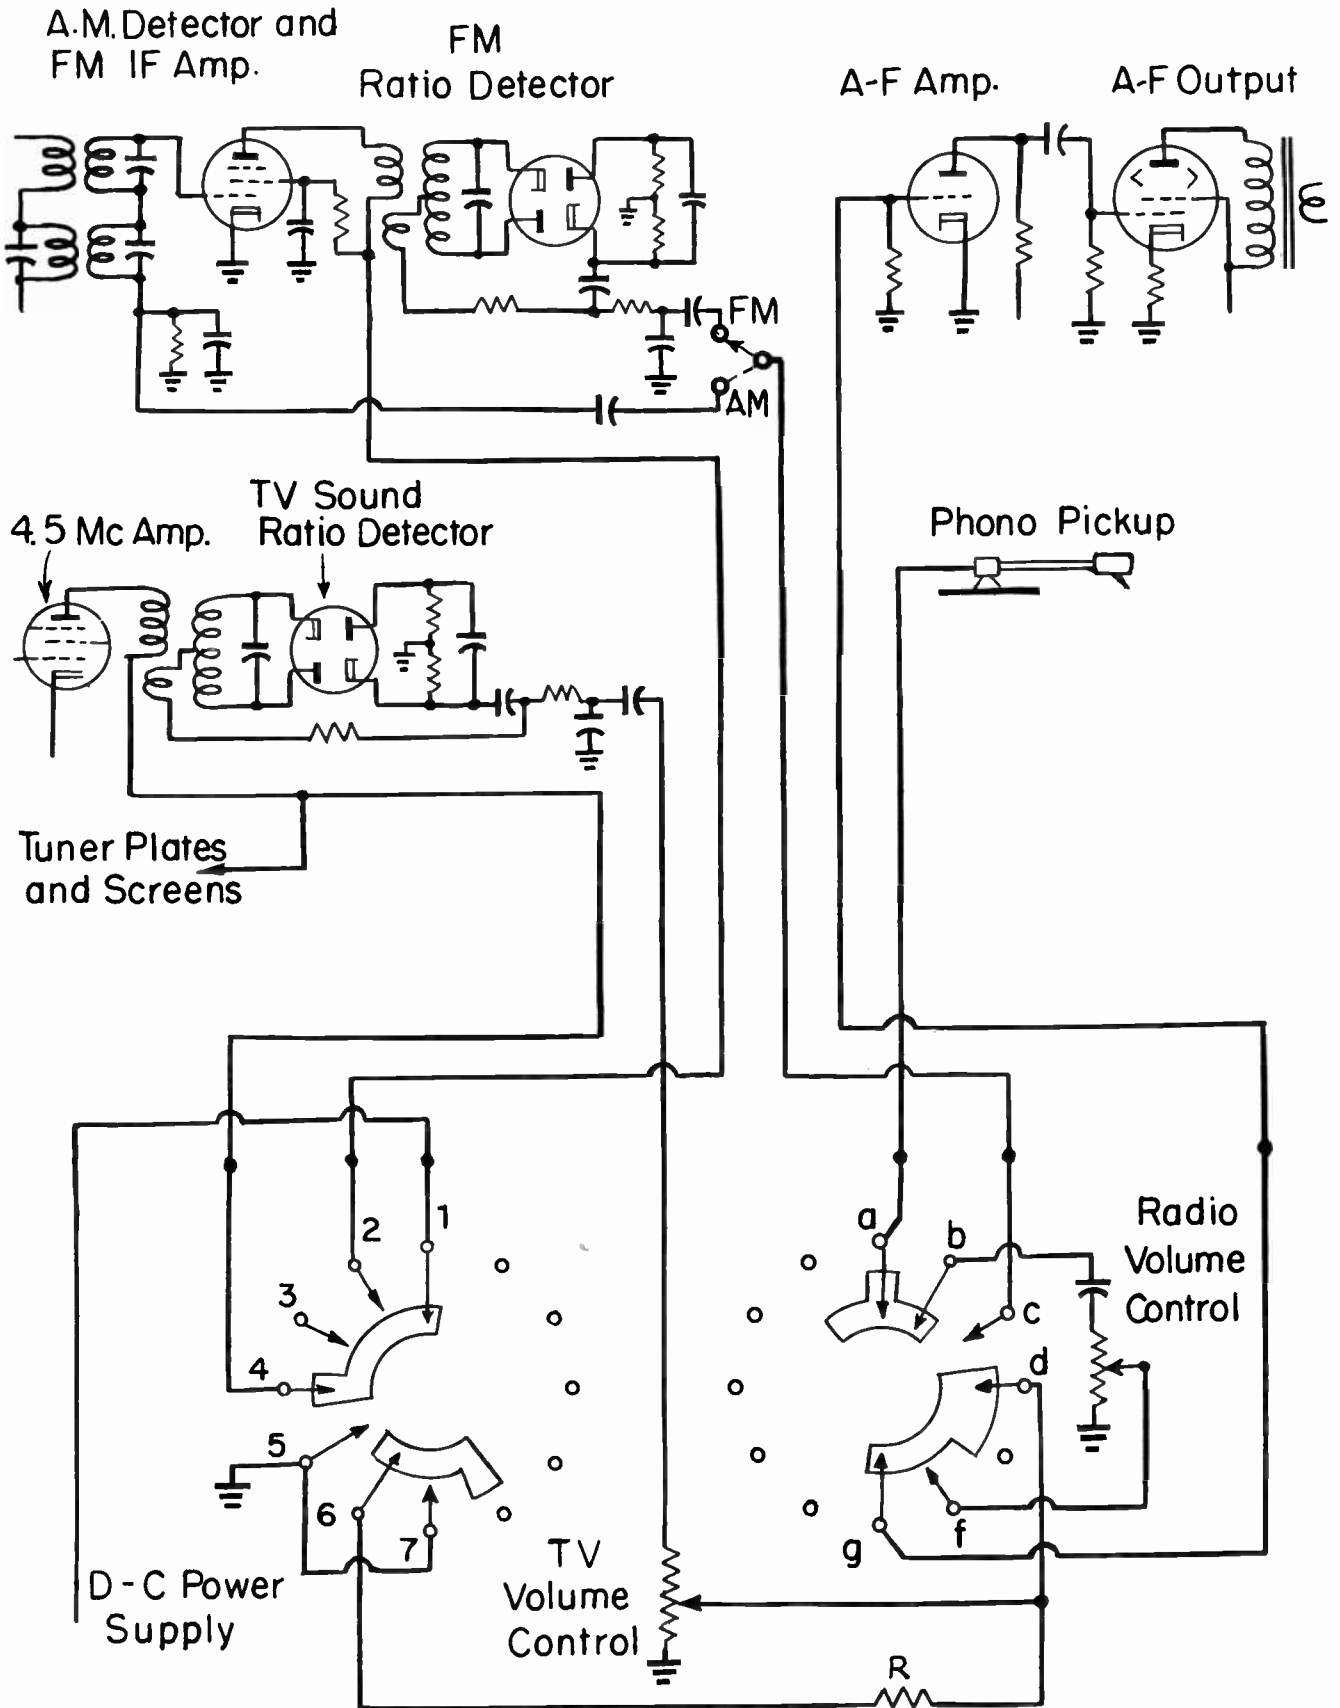 A.M. Detector and
FM IF Amp.
FM
Ratio Detector
A-F Amp.
A-F Output
FM
AM
TV Sound
Ratio Detector
4.5 Mc Amp.
Phono Pickup
Tuner Plates
and Screens
1
2
3
4
5
6
7
a
b
c
d
f
g
Radio
Volume
Control
D-C Power
Supply
TV
Volume
Control
R